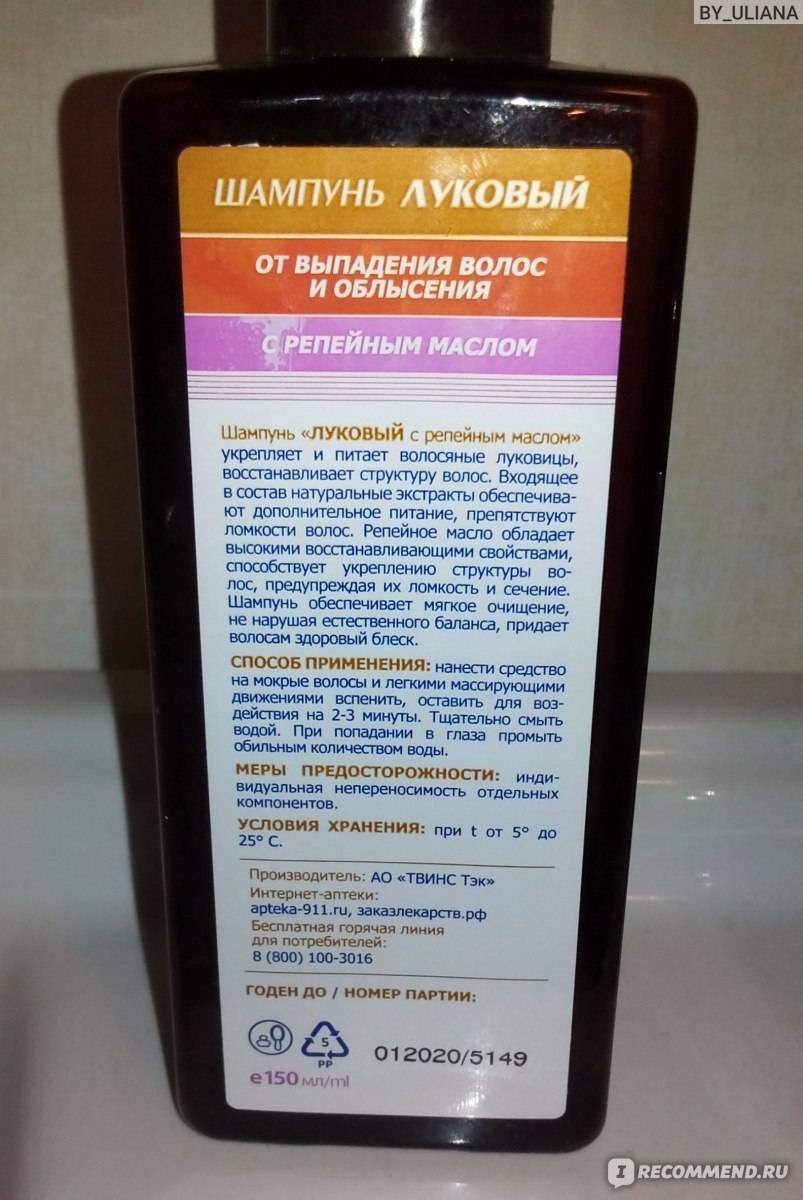 BY_ULIANA
ШАМПУНЬ ЛУКОВЫЙ
ОТ ВЫПАДЕНИЯ ВОЛОС
И ОБЛЫСЕНИЯ
С РЕПЕЙНЫМ МАСЛОМ
Шампунь «ЛУКОВЫЙ с репейным маслом»
укрепляет и питает волосяные луковицы,
восстанавливает структуру волос. Входящее
в состав натуральные экстракты обеспечива-
ют дополнительное питание, препятствуют
ломкости волос. Репейное масло обладает
высокими восстанавливающими свойствами,
способствует укреплению структуры во-
лос, предупреждая их ломкость и сечение.
Шампунь обеспечивает мягкое очищение,
не нарушая естественного баланса, придает
волосам здоровый блеск.
СПОСОБ ПРИМЕНЕНИЯ: нанести средство
на мокрые волосы и легкими массирующими
движениями вспенить, оставить для воз-
действия на 2-3 минуты. Тщательно смыть
водой. При попадании в глаза промыть
обильным количеством воды.
МЕРЫ ПРЕДОСТОРОЖНОСТИ: инди-
видуальная непереносимость отдельных
компонентов.
УСЛОВИЯ ХРАНЕНИЯ: при t от 5° до
25° С.
Производитель: АО «ТВИНС Тэк»
Интернет-аптеки:
apteka-911.ru, заказлекарств.рф
Бесплатная горячая линия
для потребителей:
8 (800) 100-3016
ГОДЕН ДО / НОМЕР ПАРТИИ:
5
PP
012020/5149
e150 мл/ml
I RECOMMEND.RU